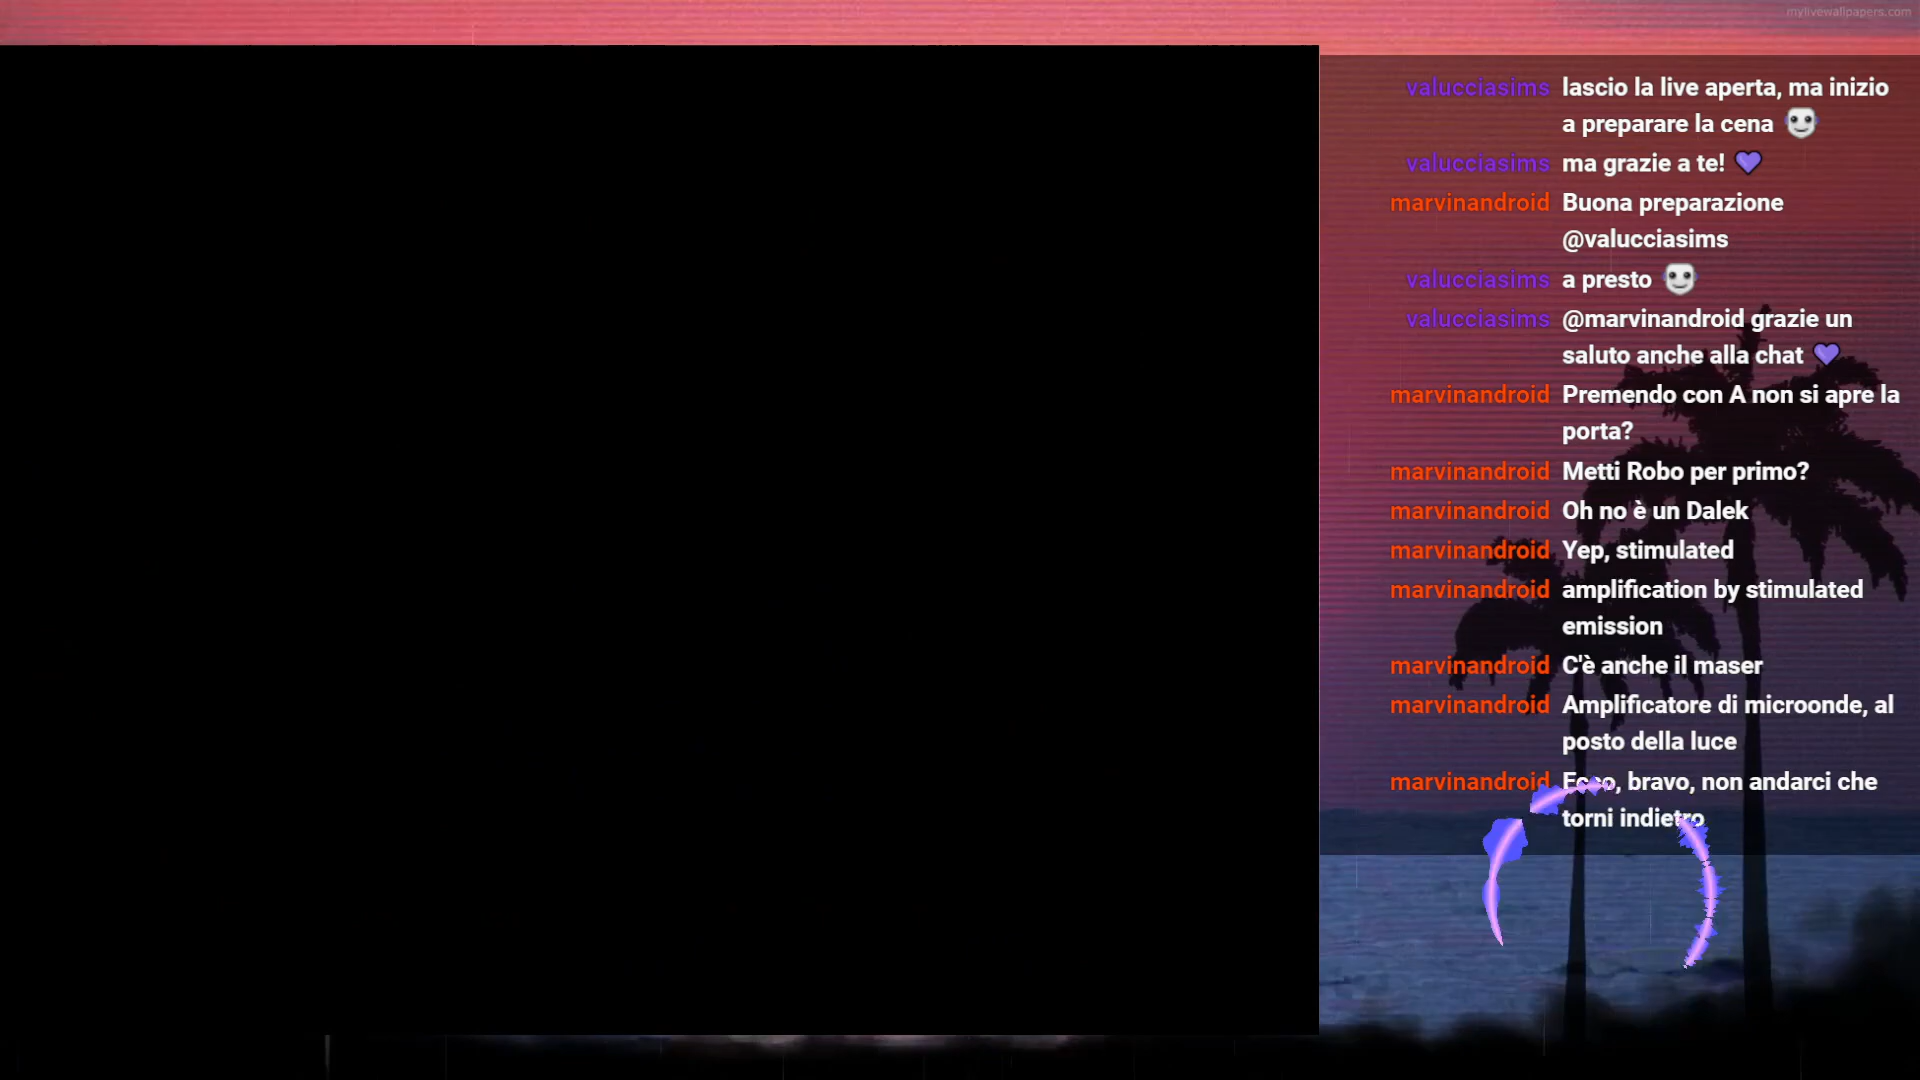 mylivewallpapers.com
valucciasims lascio la live aperta, ma inizio
a preparare la cena
valucciasims ma grazie a te! 💜
marvinandroid Buona preparazione
@valucciasims
valucciasims a presto
valucciasims @marvinandroid grazie un
saluto anche alla chat 💜
marvinandroid Premendo con A non si apre la
porta?
marvinandroid Metti Robo per primo?
marvinandroid Oh no è un Dalek
marvinandroid Yep, stimulated
marvinandroid amplification by stimulated
emission
marvinandroid C'è anche il maser
marvinandroid Amplificatore di microonde, al
posto della luce
marvinandroid Ecco, bravo, non andarci che
torni indietro